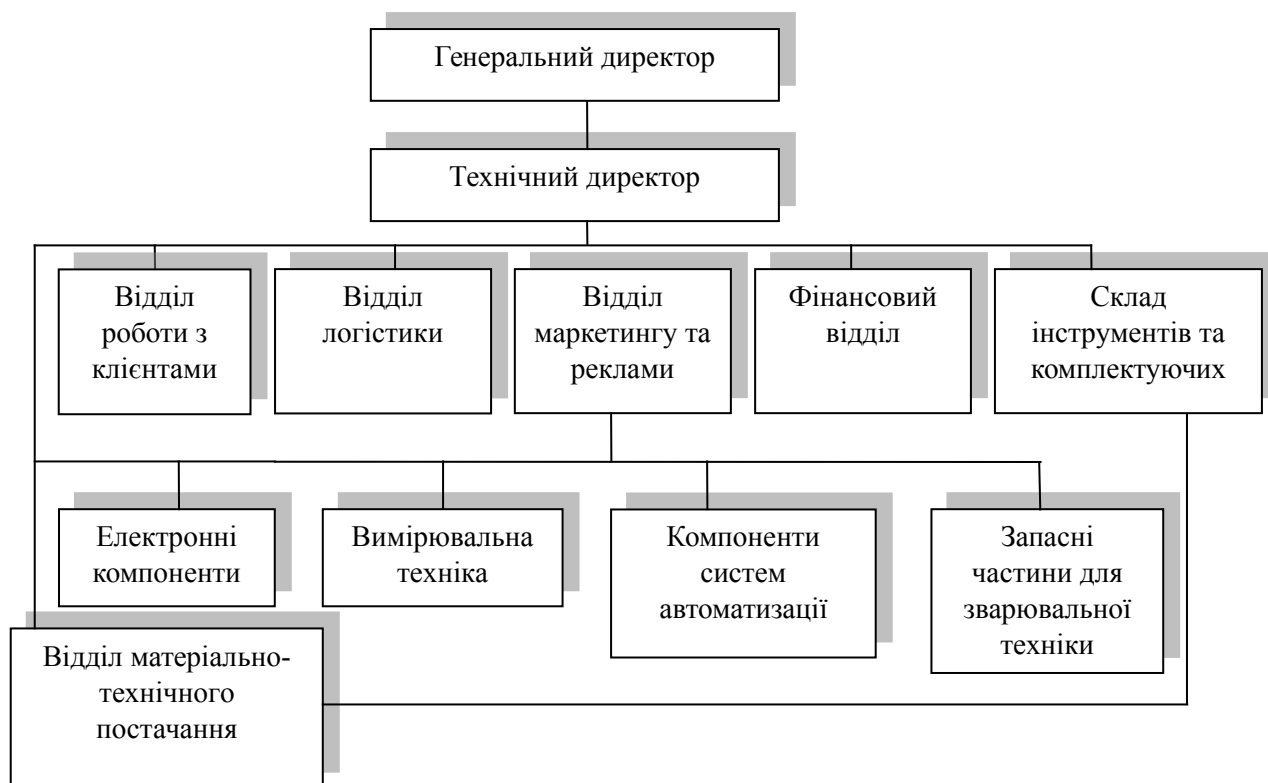 Генеральний директор
Технічний директор
Відділ
роботи з
клієнтами
Відділ
логістики
Відділ
маркетингу та
реклами
Фінансовий
відділ
Склад
інструментів та
комплектуючих
Електронні
компоненти
Вимірювальна
техніка
Компоненти
систем
автоматизації
Запасні
частини для
зварювальної
техніки
Відділ матеріально-
технічного
постачання